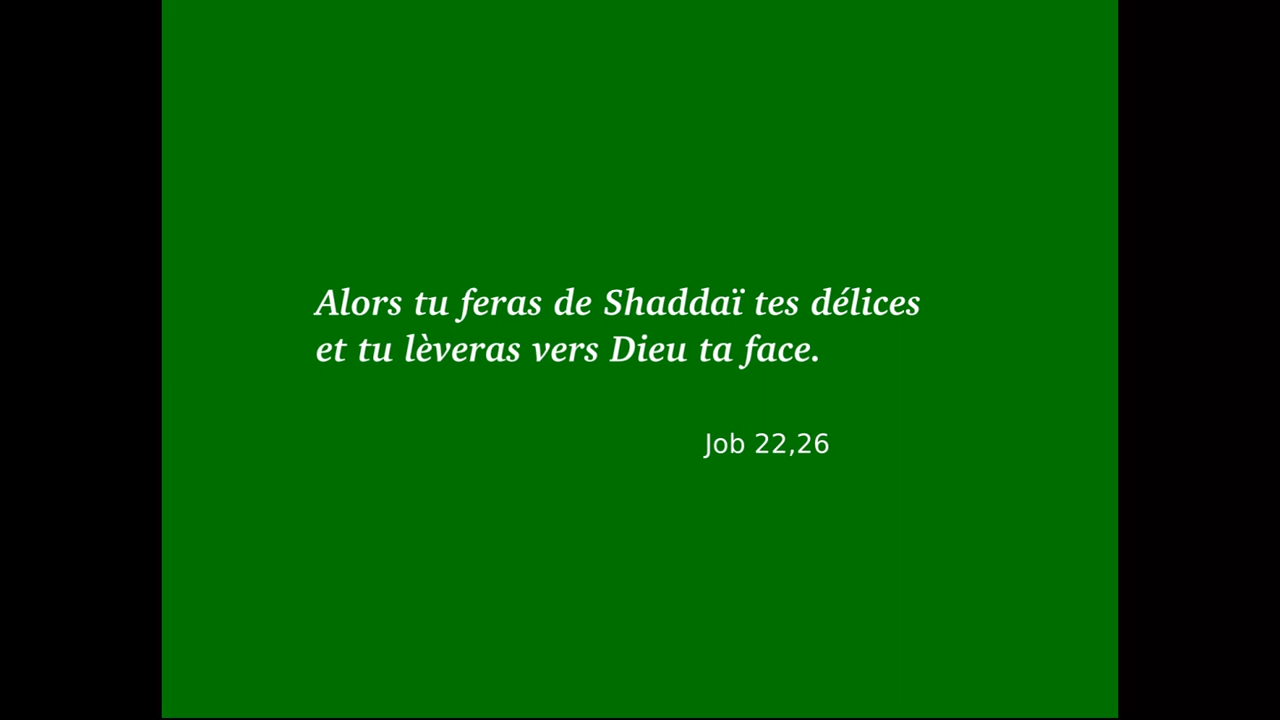 Alors tu feras de Shaddaï tes délices
et tu lèveras vers Dieu ta face.
Job 22,26